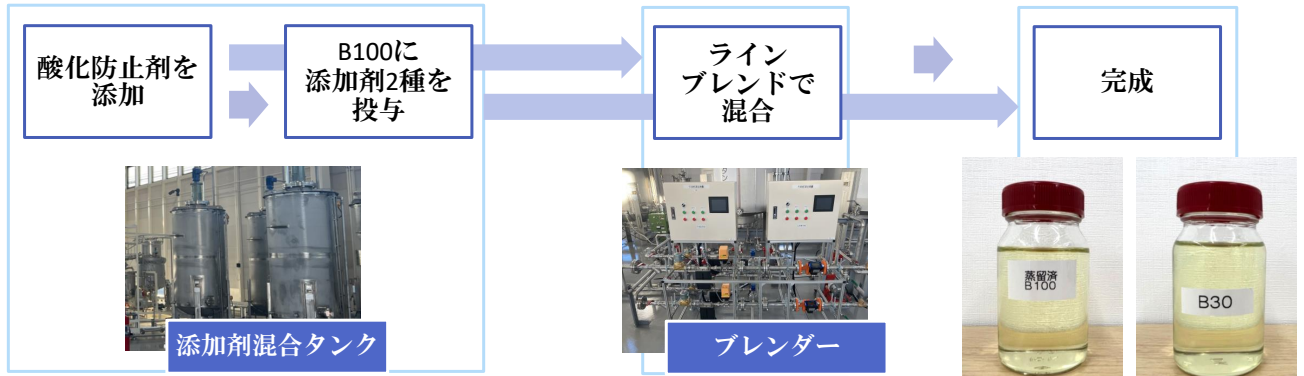 酸化防止剤を
添加
B100に
添加剤2種を
投与
ライン
ブレンドで
混合
完成
添加剤混合タンク
ブレンダー
蒸留済
B100
B30